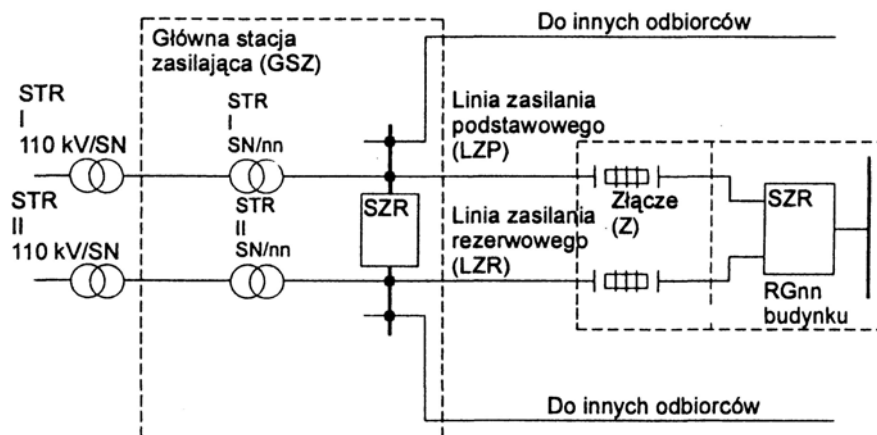 Do innych odbiorców
Główna stacja
zasilająca (GSZ)
STR
I
110 kV/SN
STR
I
SN/nn
Linia zasilania
podstawowego
(LZP)
STR
II
110 kV/SN
STR
II
SN/nn
SZR
Linia zasilania
rezerwowego
(LZR)
Złącze
(Z)
SZR
RGnn
budynku
Do innych odbiorców